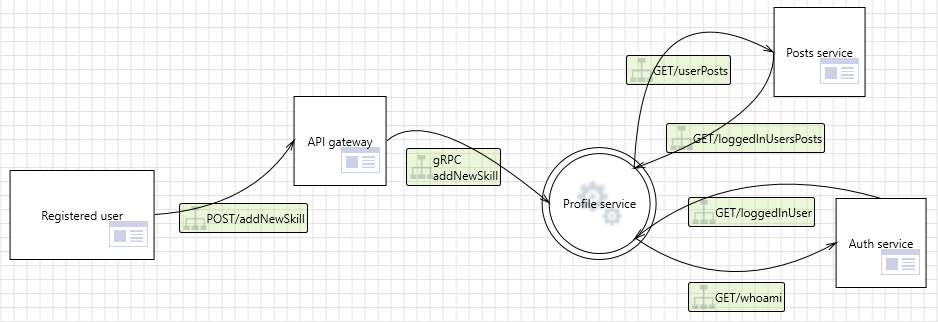 Posts service
GET/userPosts
API gateway
GET/loggedInUsersPosts
gRPC
addNewSkill
Registered user
POST/addNewSkill
Profile service
GET/loggedInUser
Auth service
GET/whoami